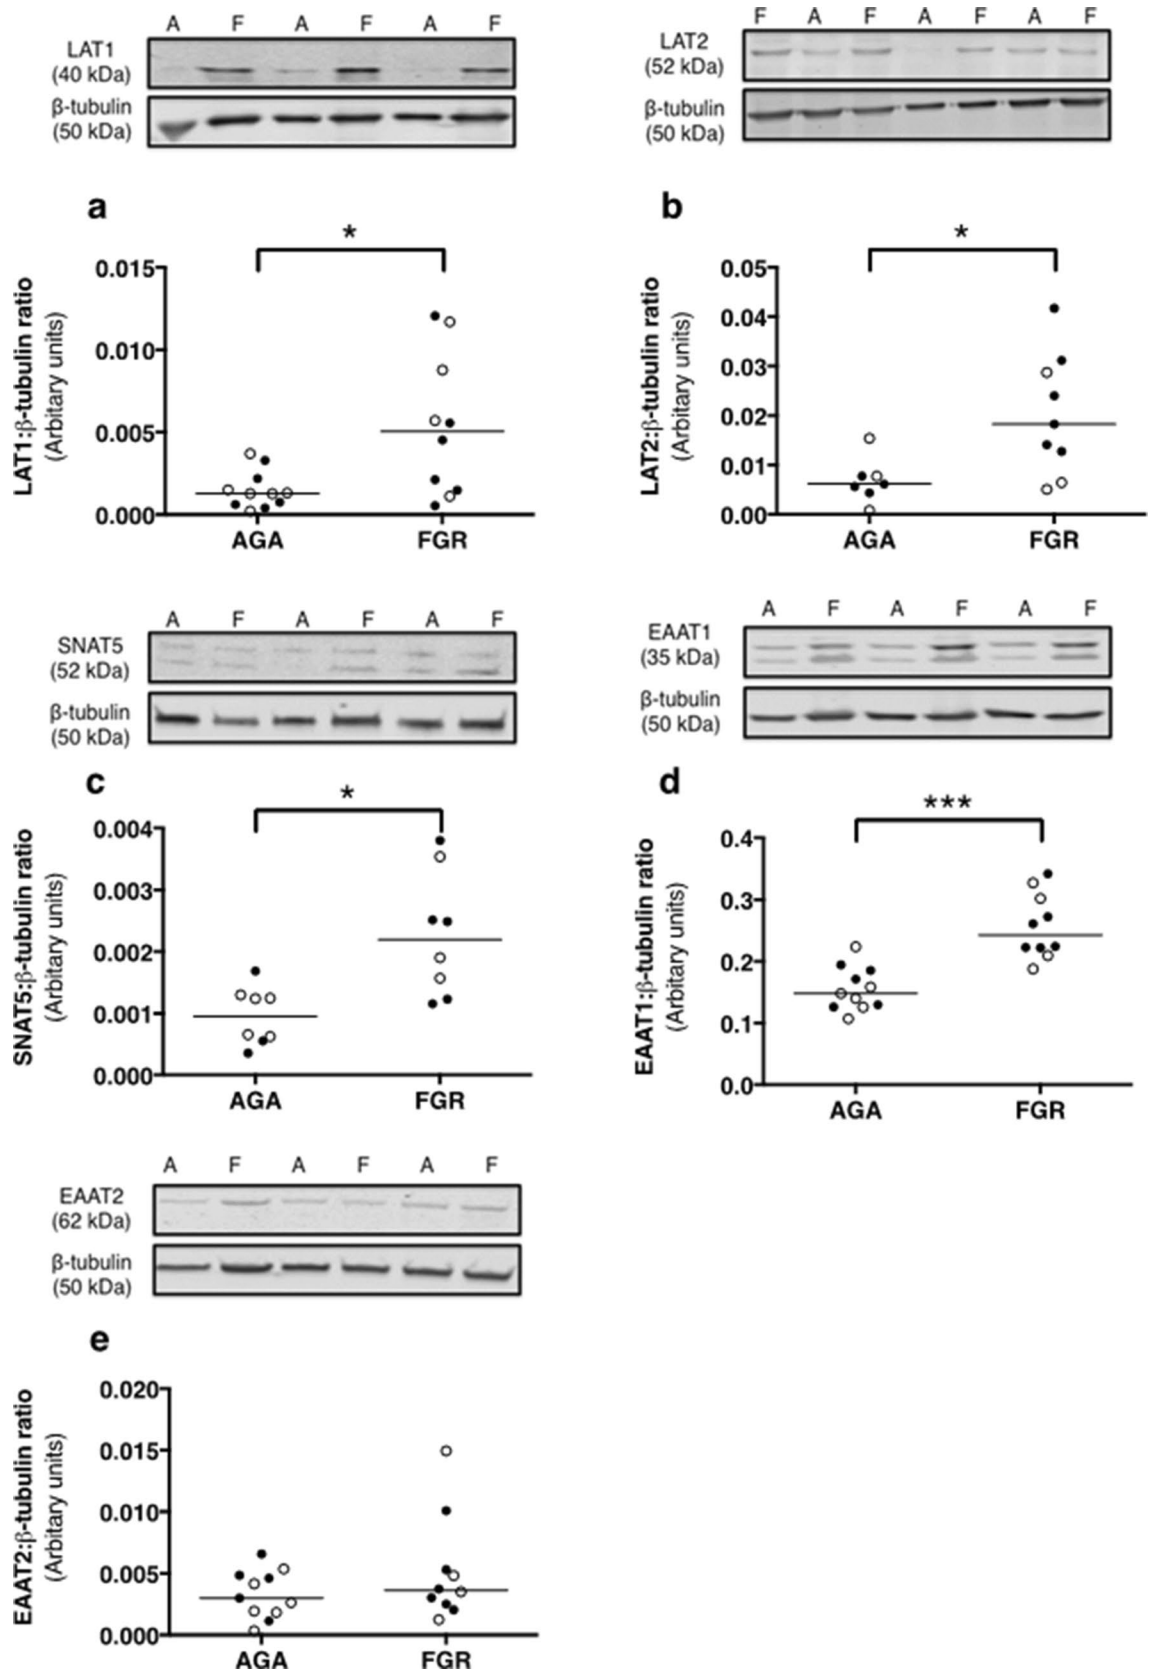 A F A F A F
LAT1
(40 kDa)
β-tubulin
(50 kDa)
F A F A F A F
LAT2
(52 kDa)
β-tubulin
(50 kDa)
a
*
LAT1:β-tubulin ratio
(Arbitary units)
0.015
0.010
0.005
0.000
AGA FGR
b
*
LAT2:β-tubulin ratio
(Arbitary units)
0.05
0.04
0.03
0.02
0.01
0.00
AGA FGR
A F A F A F
SNAT5
(52 kDa)
β-tubulin
(50 kDa)
A F A F A F
EAAT1
(35 kDa)
β-tubulin
(50 kDa)
c
*
SNAT5:β-tubulin ratio
(Arbitary units)
0.004
0.003
0.002
0.001
0.000
AGA FGR
d
***
EAAT1:β-tubulin ratio
(Arbitary units)
0.4
0.3
0.2
0.1
0.0
AGA FGR
A F A F A F
EAAT2
(62 kDa)
β-tubulin
(50 kDa)
e
EAAT2:β-tubulin ratio
(Arbitary units)
0.020
0.015
0.010
0.005
0.000
AGA FGR